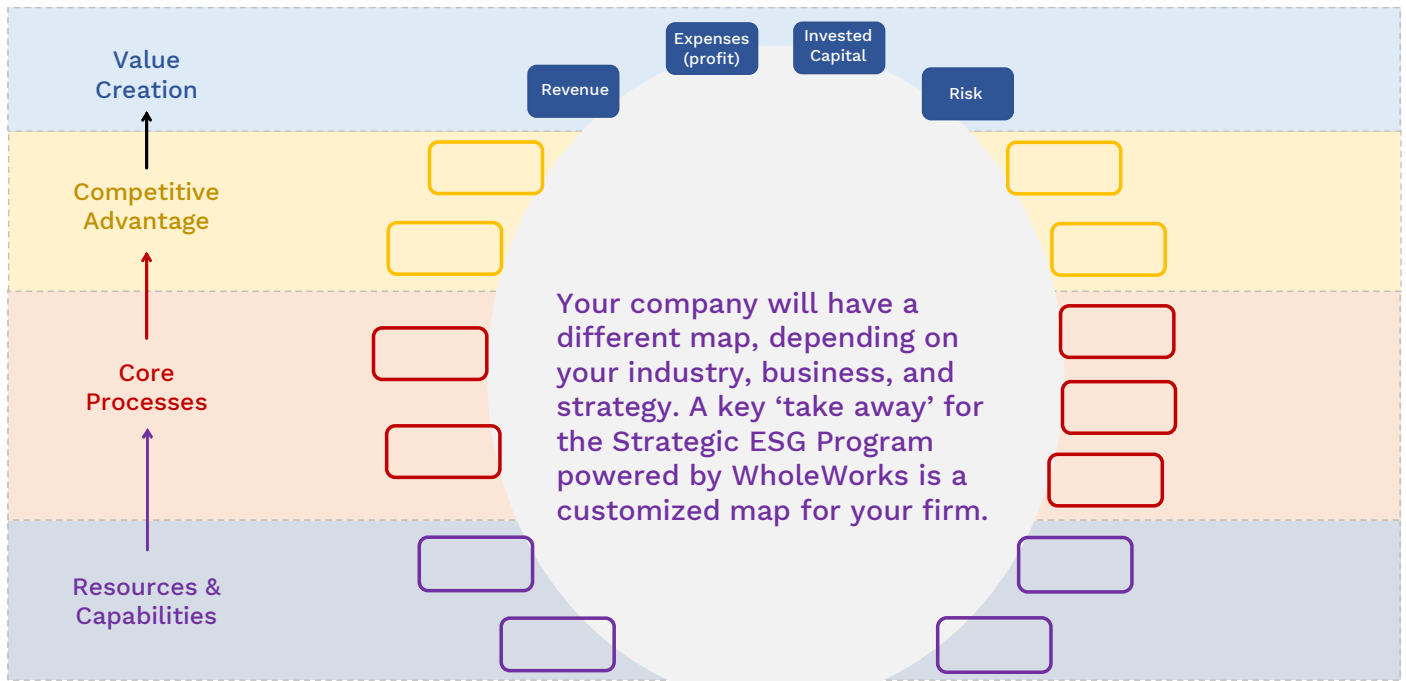 Value
Creation
Revenue
Expenses
(profit)
Invested
Capital
Risk
Competitive
Advantage
Core
Processes
Resources &
Capabilities
Your company will have a
different map, depending on
your industry, business, and
strategy. A key ‘take away’ for
the Strategic ESG Program
powered by WholeWorks is a
customized map for your firm.